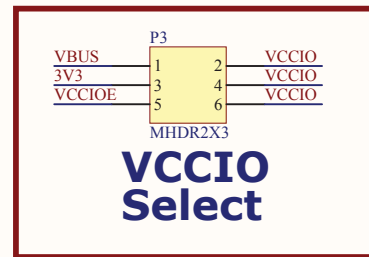 P3
VBUS 1 2 VCCIO
3V3 3 4 VCCIO
VCCIOE 5 6 VCCIO
MHDR2X3
VCCIO
Select